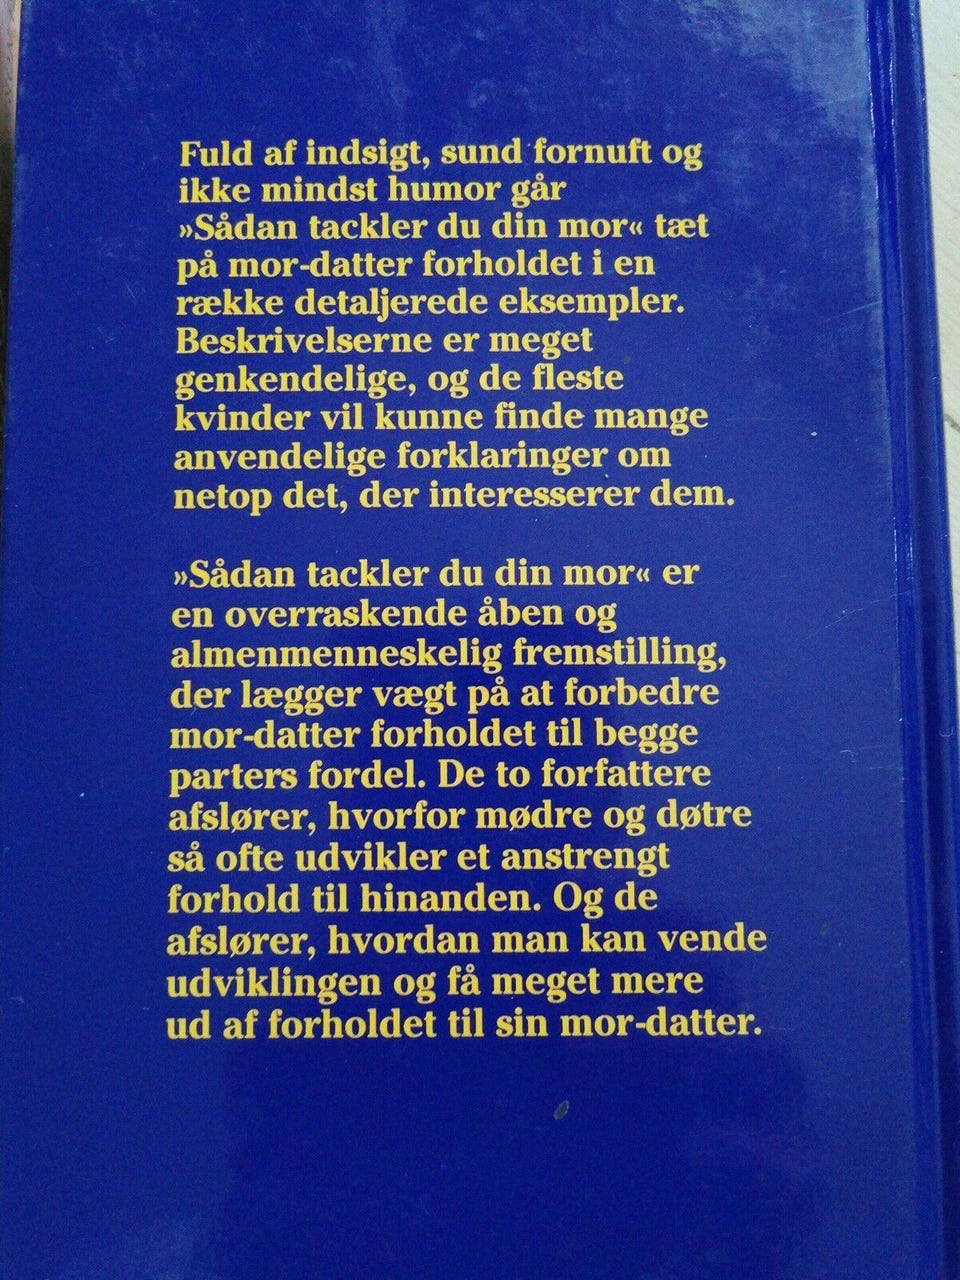 Fuld af indsigt, sund fornuft og
ikke mindst humor går
»Sådan tackler du din mor« tæt
på mor-datter forholdet i en
række detaljerede eksempler.
Beskrivelserne er meget
genkendelige, og de fleste
kvinder vil kunne finde mange
anvendelige forklaringer om
netop det, der interesserer dem.
»Sådan tackler du din mor« er
en overraskende åben og
almenmenneskelig fremstilling,
der lægger vægt på at forbedre
mor-datter forholdet til begge
parters fordel. De to forfattere
afslører, hvorfor mødre og døtre
så ofte udvikler et anstrengt
forhold til hinanden. Og de
afslører, hvordan man kan vende
udviklingen og få meget mere
ud af forholdet til sin mor-datter.